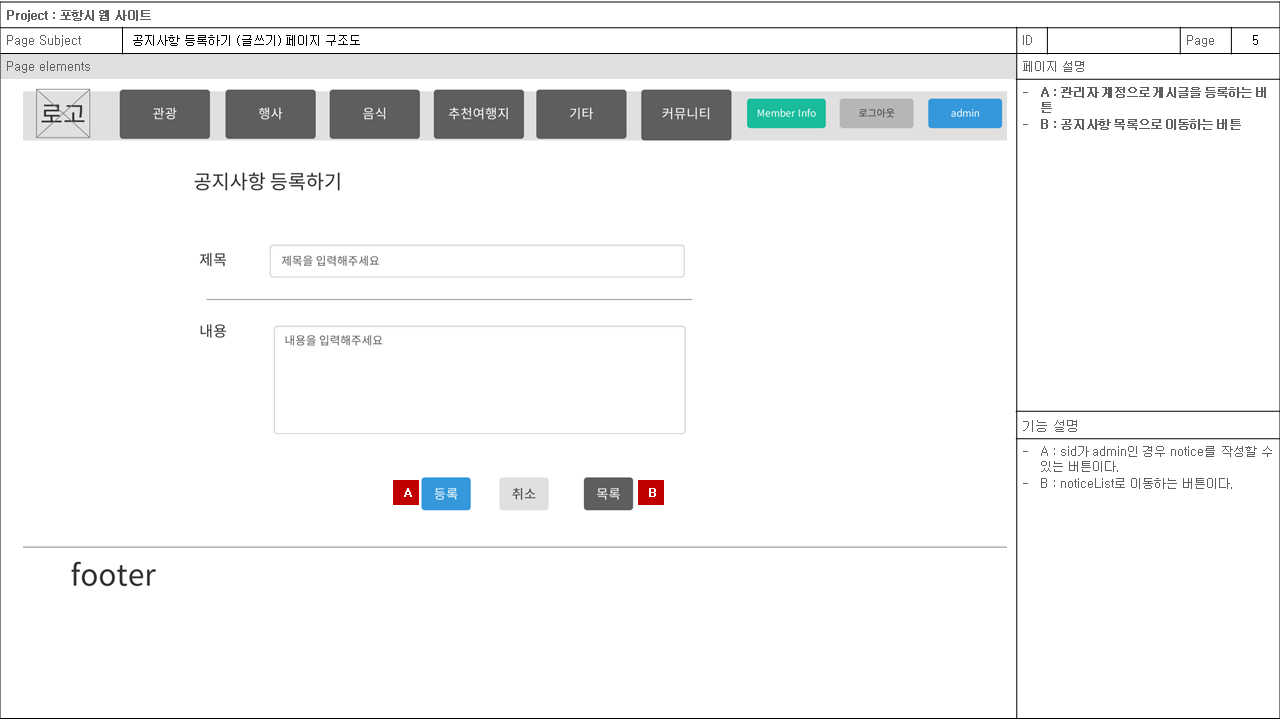 Project : 포항시 웹 사이트
Page Subject 공지사항 등록하기 (글쓰기) 페이지 구조도 ID Page 5
Page elements
페이지 설명
로고 관광 행사 음식 추천여행지 기타 커뮤니티 Member Info 로그아웃 admin
공지사항 등록하기
제목 제목을 입력해주세요
내용 내용을 입력해주세요
A 등록 취소 목록 B
footer
- A : 관리자 계정으로 게시글을 등록하는 버
튼
- B : 공지사항 목록으로 이동하는 버튼
기능 설명
- A : sid가 admin인 경우 notice를 작성할 수
있는 버튼이다.
- B : noticeList로 이동하는 버튼이다.